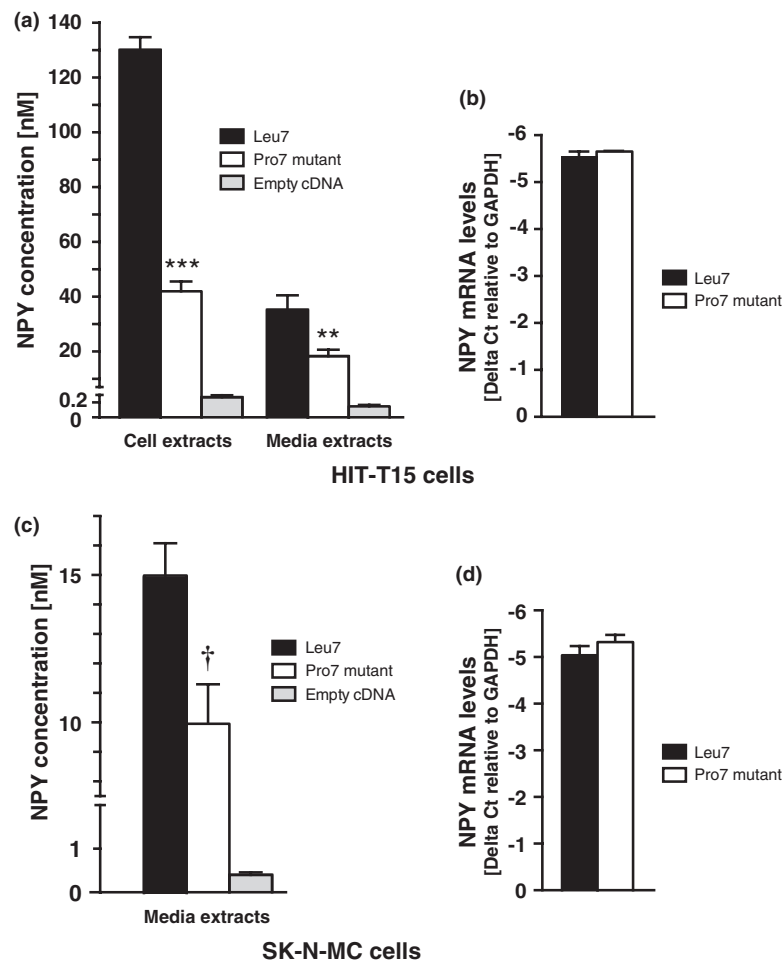 (a)
NPY concentration [nM]
140
120
100
80
60
40
20
0.2
0
***
**
Leu7
Pro7 mutant
Empty cDNA
Cell extracts
Media extracts
(b)
NPY mRNA levels
[Delta Ct relative to GAPDH]
-6
-5
-4
-3
-2
-1
0
Leu7
Pro7 mutant
HIT-T15 cells
(c)
NPY concentration [nM]
15
10
1
0
†
Leu7
Pro7 mutant
Empty cDNA
Media extracts
(d)
NPY mRNA levels
[Delta Ct relative to GAPDH]
-6
-5
-4
-3
-2
-1
0
Leu7
Pro7 mutant
SK-N-MC cells